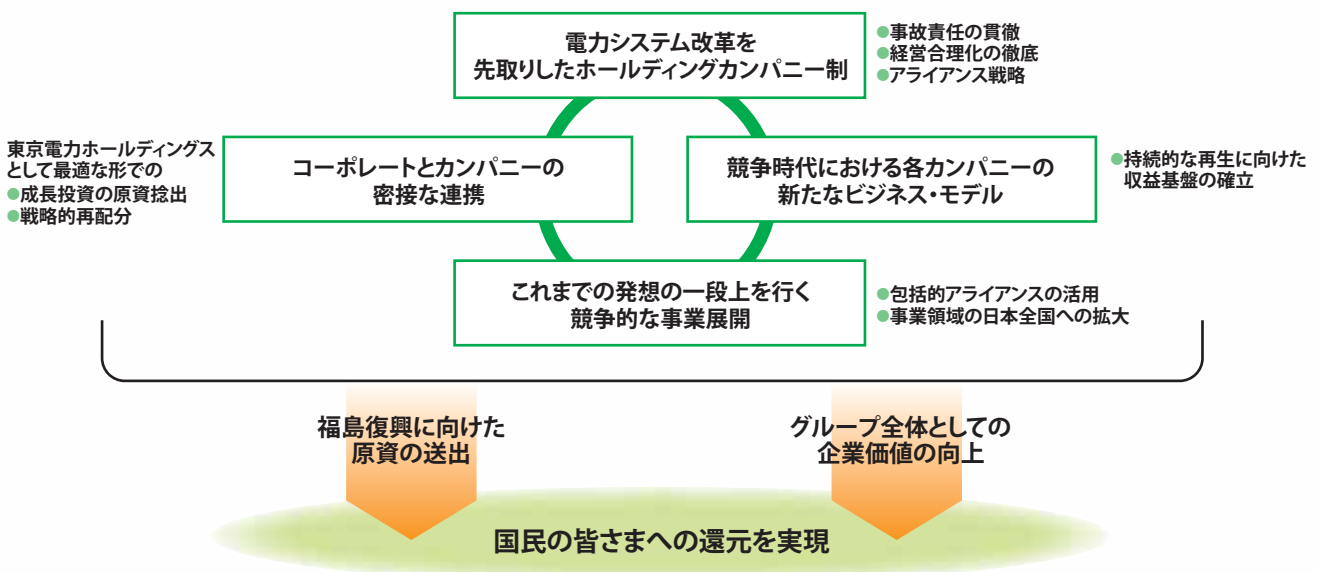 電力システム改革を
先取りしたホールディングカンパニー制
●事故責任の貫徹
●経営合理化の徹底
●アライアンス戦略
東京電力ホールディングス
として最適な形での
●成長投資の原資捻出
●戦略的再配分
コーポレートとカンパニーの
密接な連携
競争時代における各カンパニーの
新たなビジネス・モデル
●持続的な再生に向けた
収益基盤の確立
これまでの発想の一段上を行く
競争的な事業展開
●包括的アライアンスの活用
●事業領域の日本全国への拡大
福島復興に向けた
原資の送出
グループ全体としての
企業価値の向上
国民の皆さまへの還元を実現